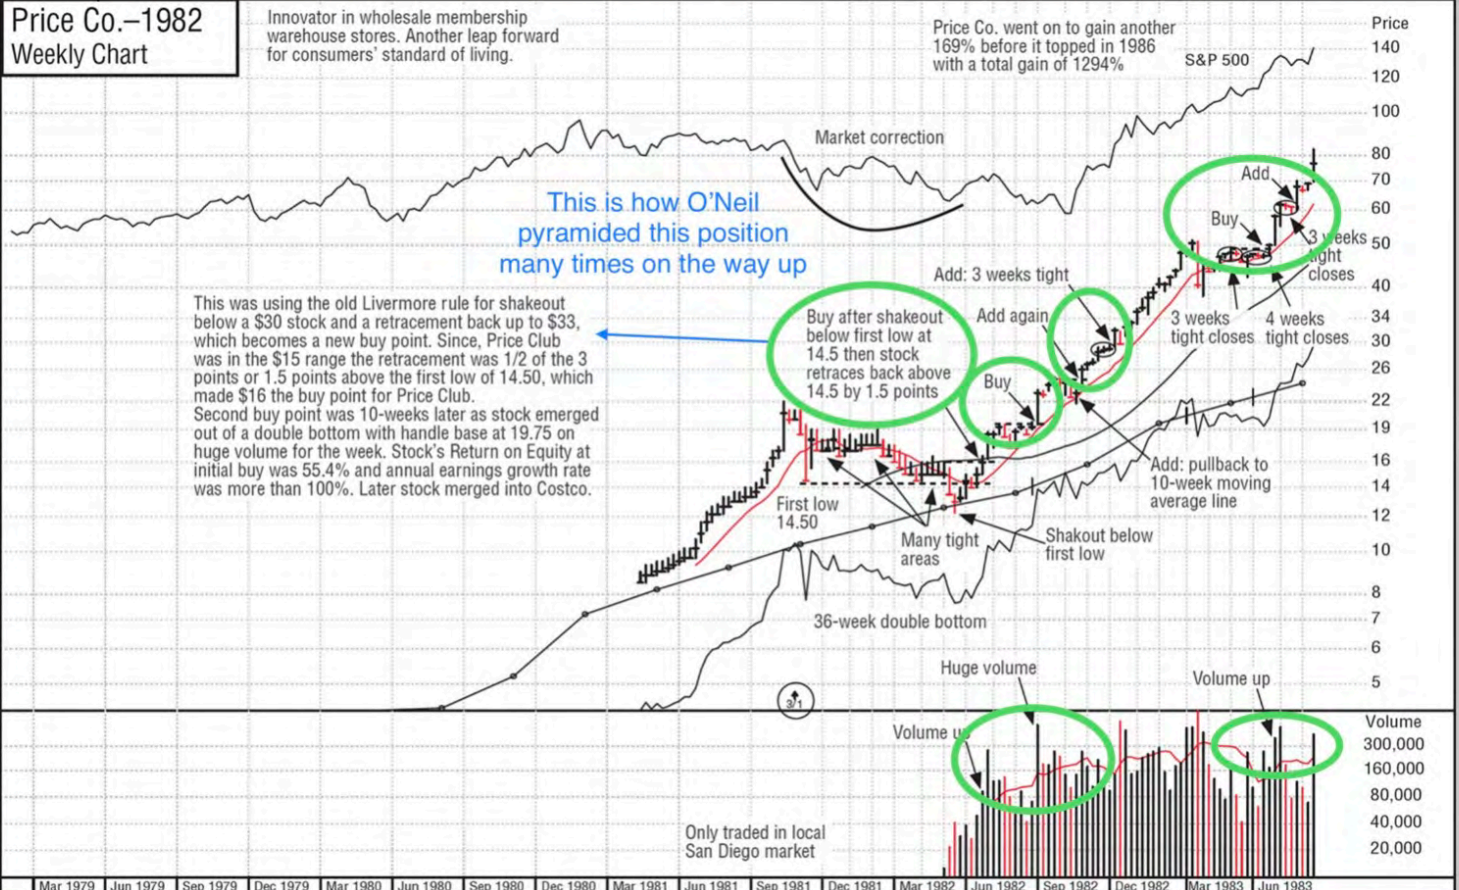 Price Co.–1982
Weekly Chart
Innovator in wholesale membership
warehouse stores. Another leap forward
for consumers’ standard of living.
Price Co. went on to gain another
169% before it topped in 1986
with a total gain of 1294%
S&P 500
Price
140
120
100
80
70
60
50
40
34
30
26
22
19
16
14
12
10
8
7
6
5
Market correction
This is how O’Neil
pyramided this position
many times on the way up
Add
Buy
3 weeks
tight
closes
Add: 3 weeks tight
Add again
3 weeks
tight closes
4 weeks
tight closes
This was using the old Livermore rule for shakeout
below a $30 stock and a retracement back up to $33,
which becomes a new buy point. Since, Price Club
was in the $15 range the retracement was 1/2 of the 3
points or 1.5 points above the first low of 14.50, which
made $16 the buy point for Price Club.
Second buy point was 10-weeks later as stock emerged
out of a double bottom with handle base at 19.75 on
huge volume for the week. Stock’s Return on Equity at
initial buy was 55.4% and annual earnings growth rate
was more than 100%. Later stock merged into Costco.
Buy after shakeout
below first low at
14.5 then stock
retraces back above
14.5 by 1.5 points
Buy
Add: pullback to
10-week moving
average line
First low
14.50
Many tight
areas
Shakout below
first low
36-week double bottom
3/1
Huge volume
Volume up
Volume u
Volume
300,000
160,000
80,000
40,000
20,000
Only traded in local
San Diego market
Mar 1979
Jun 1979
Sep 1979
Dec 1979
Mar 1980
Jun 1980
Sep 1980
Dec 1980
Mar 1981
Jun 1981
Sep 1981
Dec 1981
Mar 1982
Jun 1982
Sep 1982
Dec 1982
Mar 1983
Jun 1983